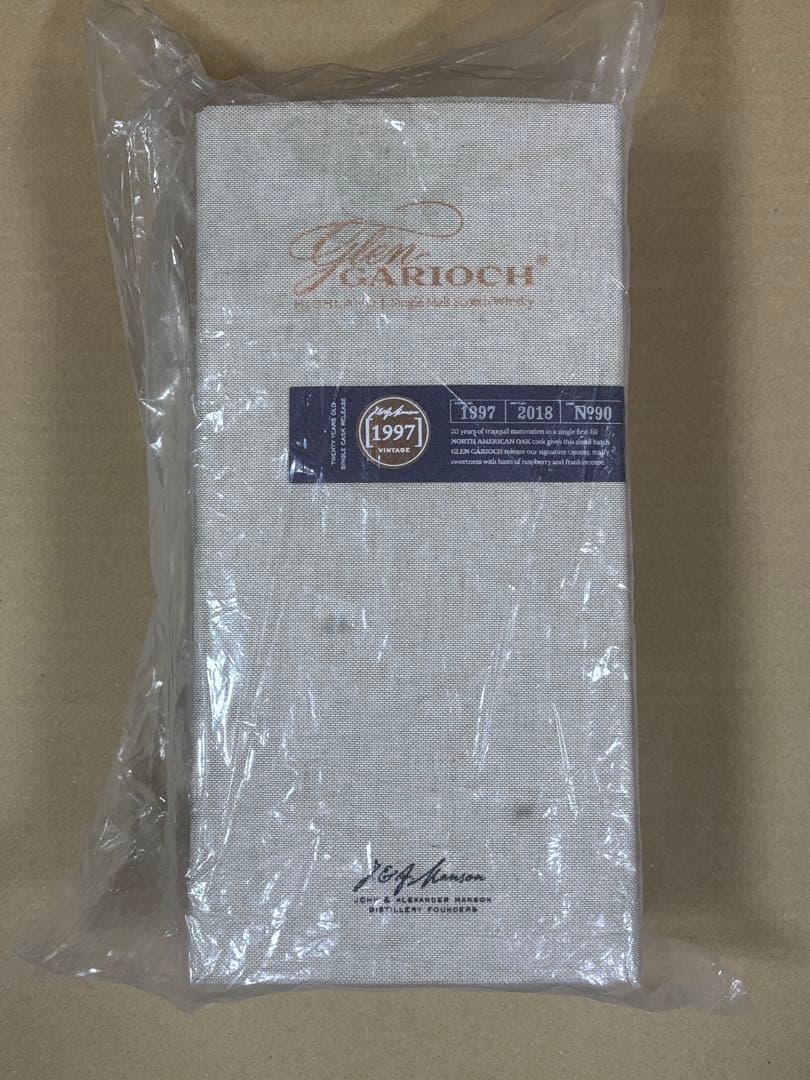 Glen
GARIOCH®
HIGHLAND Single Malt Scotch Whisky
TWENTY YEARS OLD
SINGLE CASK RELEASE
[1997]
VINTAGE
1997 2018 Nº90
20 years of tranquil maturation in a single first-fill
NORTH AMERICAN OAK cask gives this small batch
GLEN GARIOCH release our signature creamy, malty
sweetness with hints of raspberry and frankincense.
J & A Manson
JOHN & ALEXANDER MANSON
DISTILLERY FOUNDERS